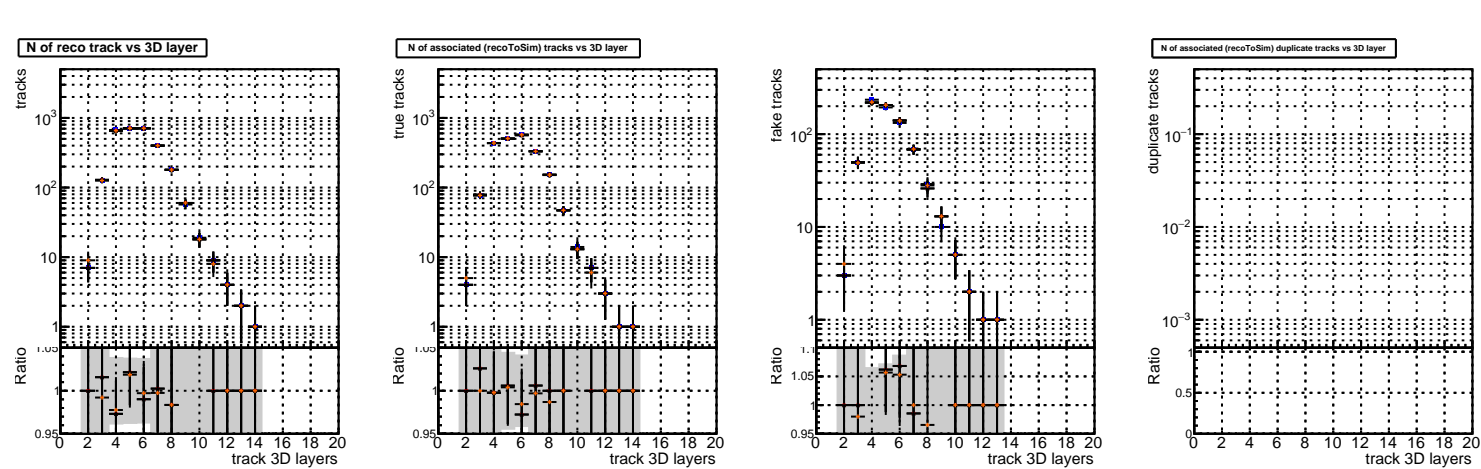 N of reco track vs 3D layer
tracks
10³
10²
10
1
1.05
Ratio
1
0.95
0 2 4 6 8 10 12 14 16 18 20
track 3D layers
N of associated (recoToSim) tracks vs 3D layer
true tracks
10³
10²
10
1
1.05
Ratio
1
0.95
0 2 4 6 8 10 12 14 16 18 20
track 3D layers
fake tracks
10²
10
1
1.1
Ratio
1.05
1
0.95
0 2 4 6 8 10 12 14 16 18 20
track 3D layers
N of associated (recoToSim) duplicate tracks vs 3D layer
duplicate tracks
10⁻¹
10⁻²
10⁻³
1
Ratio
0.5
0
0 2 4 6 8 10 12 14 16 18 20
track 3D layers